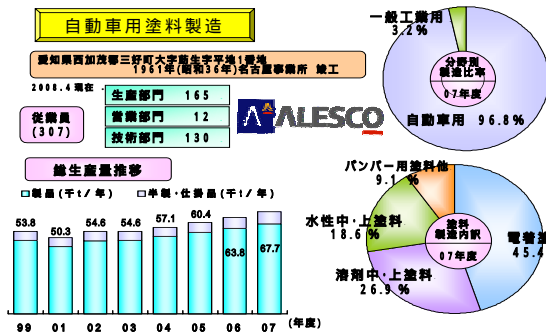 自動車用塗料製造
愛知県西加茂郡三好町大字莇生字平地1番地
1961年(昭和36年)名古屋事業所 竣工
2008.4 現在
従業員
(307)
生産部門 165
営業部門 12
技術部門 130
ALESCO
総生産量推移
製品(千t/年) 半製・仕掛品(千t/年)
53.8 50.3 54.6 54.6 57.1 60.4 63.8 67.7
99 01 02 03 04 05 06 07 (年度)
一般工業用
3.2%
分野別
製造比率
07年度
自動車用 96.8%
バンパー用塗料他
9.1 %
水性中・上塗料
18.6 %
塗料
製造内訳
07年度
電着塗
45.4
溶剤中・上塗料
26.9 %